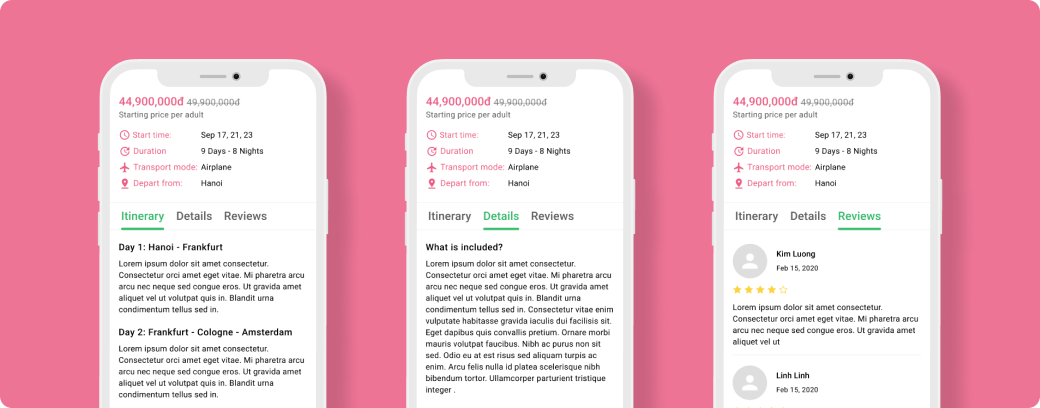 44,900,000đ 49,900,000đ
Starting price per adult
Start time: Sep 17, 21, 23
Duration 9 Days - 8 Nights
Transport mode: Airplane
Depart from: Hanoi
Itinerary Details Reviews
Day 1: Hanoi - Frankfurt
Lorem ipsum dolor sit amet consectetur.
Consectetur orci amet eget vitae. Mi pharetra arcu
arcu nec neque sed congue eros. Ut gravida amet
aliquet vel ut volutpat quis in. Blandit urna
condimentum tellus sed in.
Day 2: Frankfurt - Cologne - Amsterdam
Lorem ipsum dolor sit amet consectetur.
Consectetur orci amet eget vitae. Mi pharetra arcu
arcu nec neque sed congue eros. Ut gravida amet
aliquet vel ut volutpat quis in. Blandit urna
condimentum tellus sed in.
44,900,000đ 49,900,000đ
Starting price per adult
Start time: Sep 17, 21, 23
Duration 9 Days - 8 Nights
Transport mode: Airplane
Depart from: Hanoi
Itinerary Details Reviews
What is included?
Lorem ipsum dolor sit amet consectetur.
Consectetur orci amet eget vitae. Mi pharetra arcu
arcu nec neque sed congue eros. Ut gravida amet
aliquet vel ut volutpat quis in. Blandit urna
condimentum tellus sed in. Consectetur vitae enim
vulputate habitasse gravida iaculis dui facilisis sit.
Eget dapibus quis convallis pretium. Ornare morbi
mauris volutpat faucibus. Nibh ac purus non sit
sed. Odio eu at est risus sed aliquam turpis ac
enim. Arcu felis nulla id platea scelerisque nibh
bibendum tortor. Ullamcorper parturient tristique
integer .
44,900,000đ 49,900,000đ
Starting price per adult
Start time: Sep 17, 21, 23
Duration 9 Days - 8 Nights
Transport mode: Airplane
Depart from: Hanoi
Itinerary Details Reviews
Kim Luong
Feb 15, 2020
Lorem ipsum dolor sit amet consectetur.
Consectetur orci amet eget vitae. Mi pharetra arcu
arcu nec neque sed congue eros. Ut gravida amet
aliquet vel ut
Linh Linh
Feb 15, 2020